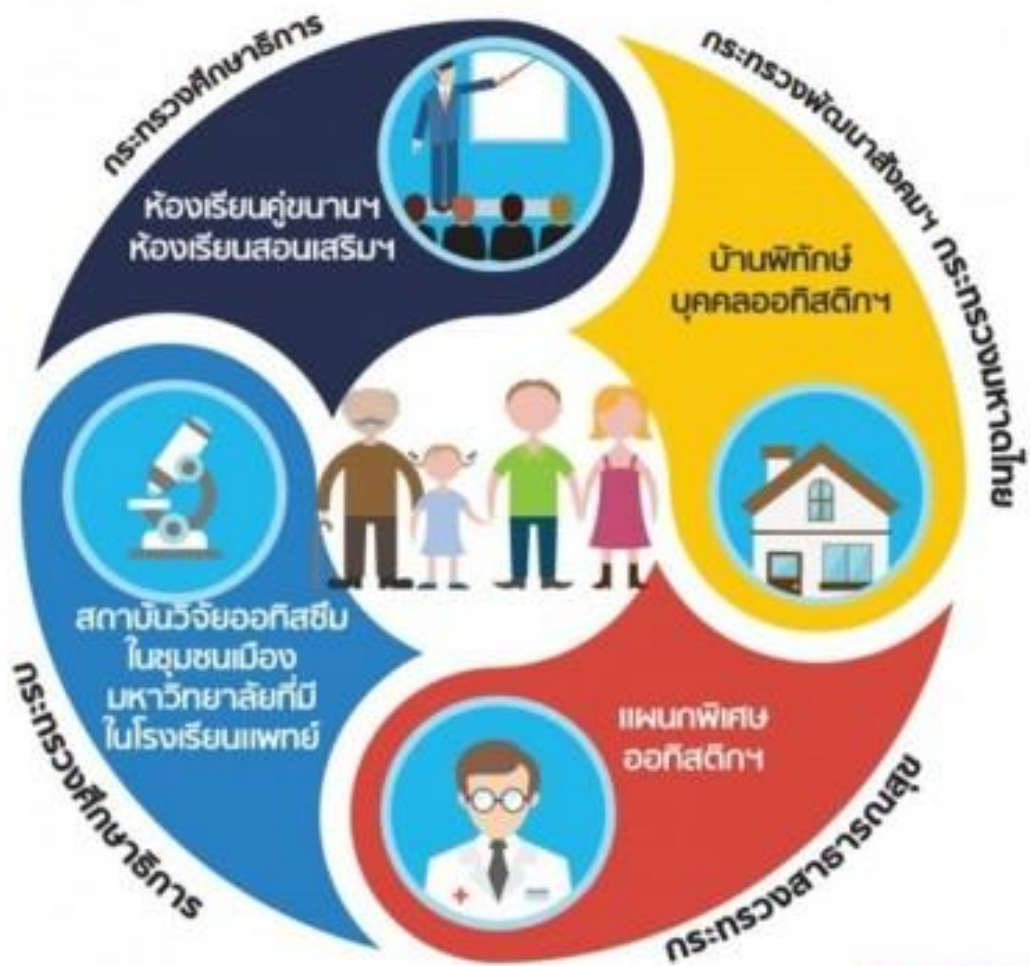 กระทรวงศึกษาธิการ
ห้องเรียนคู่ขนานฯ
ห้องเรียนสอนเสริมฯ
กระทรวงพัฒนาสังคมฯ กระทรวงมหาดไทย
บ้านพิทักษ์
บุคคลออทิสติกฯ
สถาบันวิจัยออทิสซึม
ในชุมชนเมือง
มหาวิทยาลัยที่มี
ในโรงเรียนแพทย์
กระทรวงศึกษาธิการ
แผนกพิเศษ
ออทิสติกฯ
กระทรวงสาธารณสุข